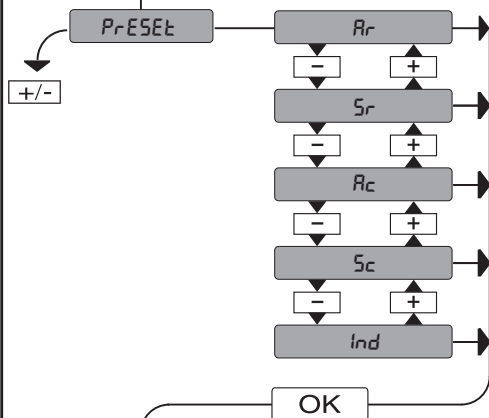 PrESEt
Ar
+/-
- +
Sr
- +
Ac
- +
Sc
- +
Ind
OK